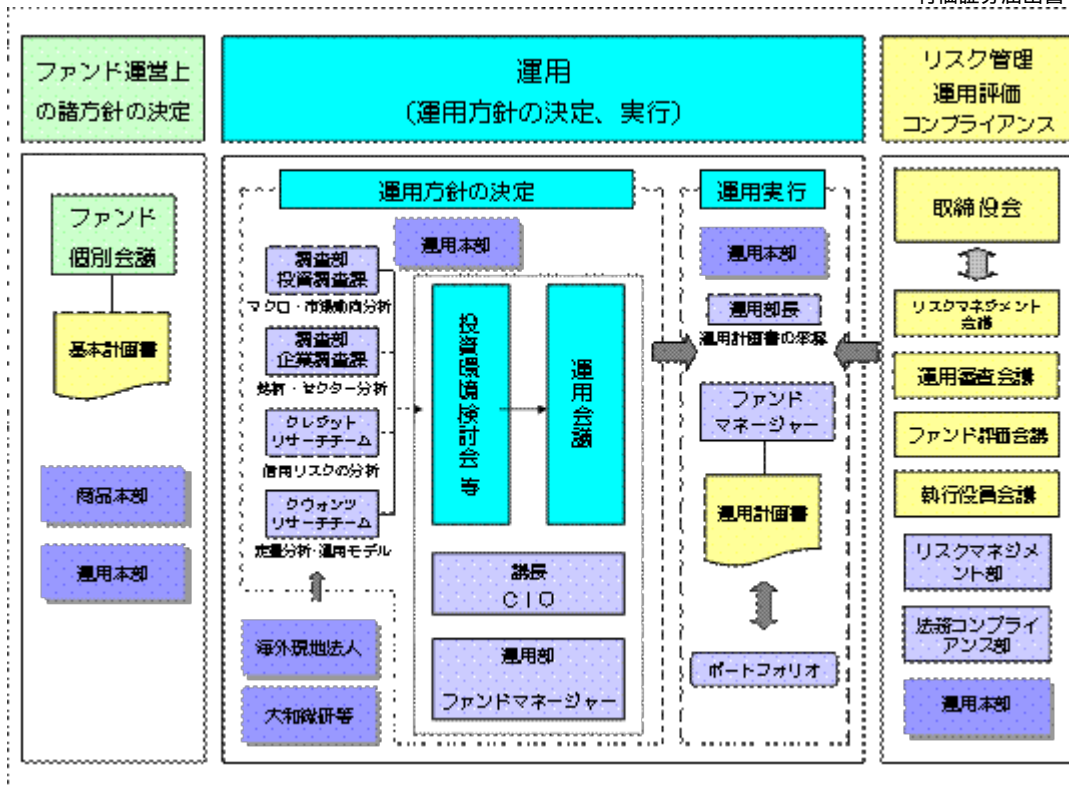 ファンド運営上
の諸方針の決定
運用
(運用方針の決定、実行)
リスク管理
運用評価
コンプライアンス
ファンド
個別会議
基本計画書
商品本部
運用本部
運用方針の決定
運用本部
調査部
投資調査課
マクロ・市場動向分析
調査部
企業調査課
銘柄・セクター分析
クレジット
リサーチチーム
信用リスクの分析
クウォンツ
リサーチチーム
定量分析・運用モデル
海外現地法人
大和総研等
投資環境検討会 等
運用会議
議長
CIO
運用部
ファンドマネージャー
運用実行
運用本部
運用部長
運用計画書の承認
ファンド
マネージャー
運用計画書
ポートフォリオ
取締役会
リスクマネジメント
会議
運用審査会議
ファンド評価会議
執行役員会議
リスクマネジメ
ント部
法務コンプライ
アンス部
運用本部